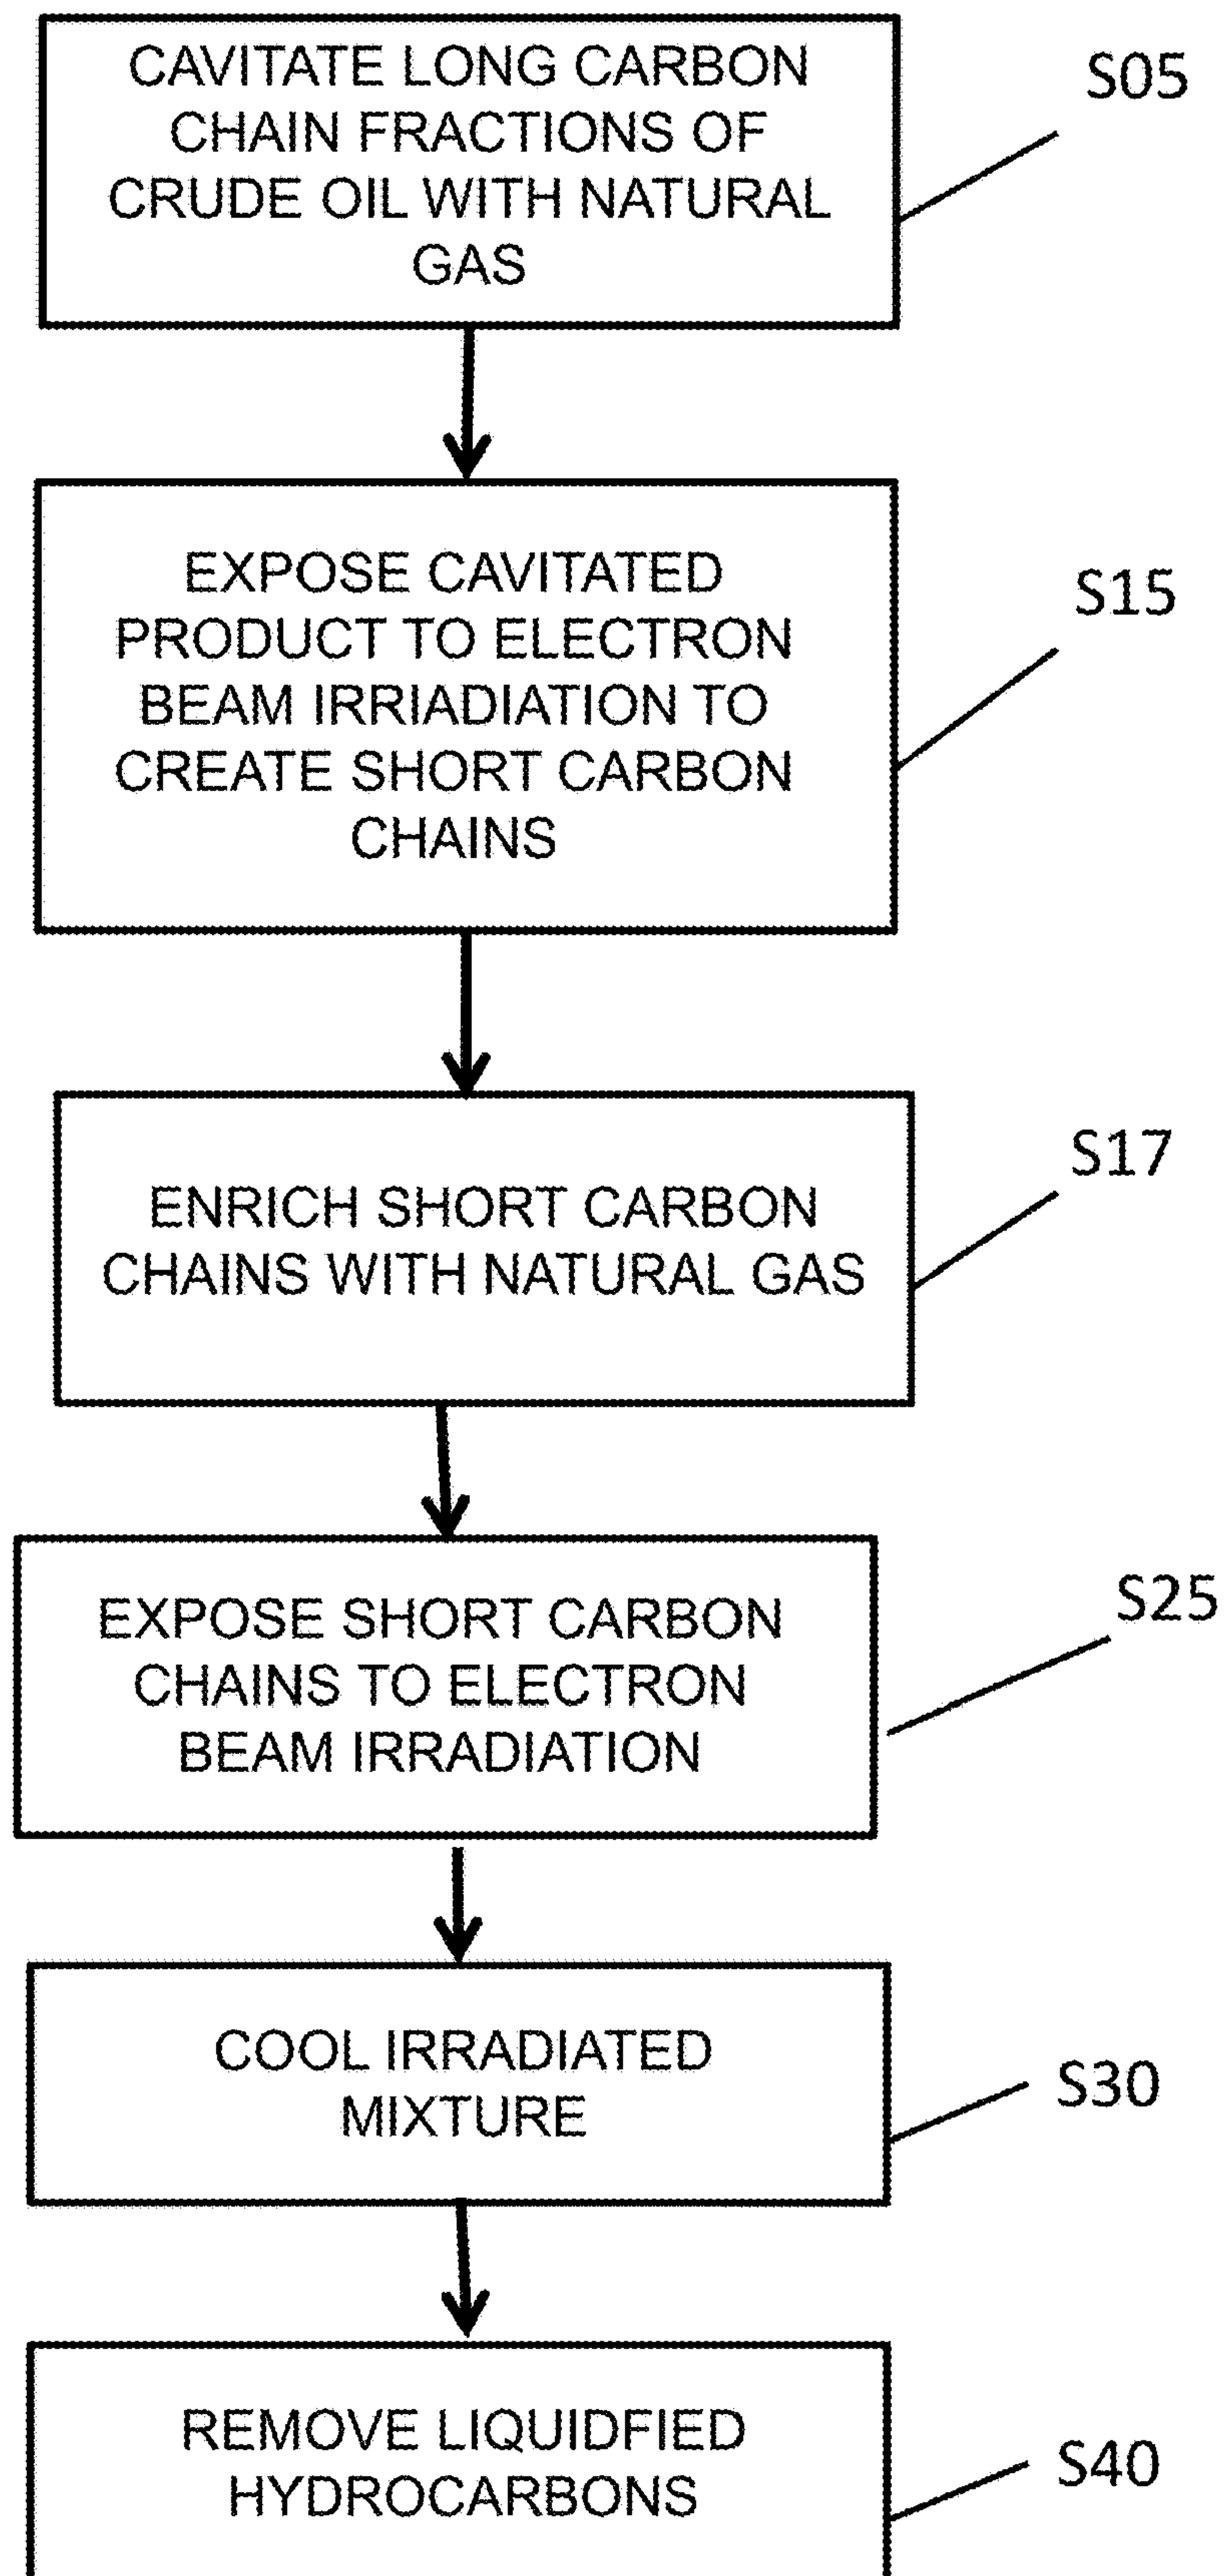 CAVITATE LONG CARBON
CHAIN FRACTIONS OF
CRUDE OIL WITH NATURAL
GAS
S05
EXPOSE CAVITATED
PRODUCT TO ELECTRON
BEAM IRRIADIATION TO
CREATE SHORT CARBON
CHAINS
S15
ENRICH SHORT CARBON
CHAINS WITH NATURAL GAS
S17
EXPOSE SHORT CARBON
CHAINS TO ELECTRON
BEAM IRRADIATION
S25
COOL IRRADIATED
MIXTURE
S30
REMOVE LIQUIDFIED
HYDROCARBONS
S40